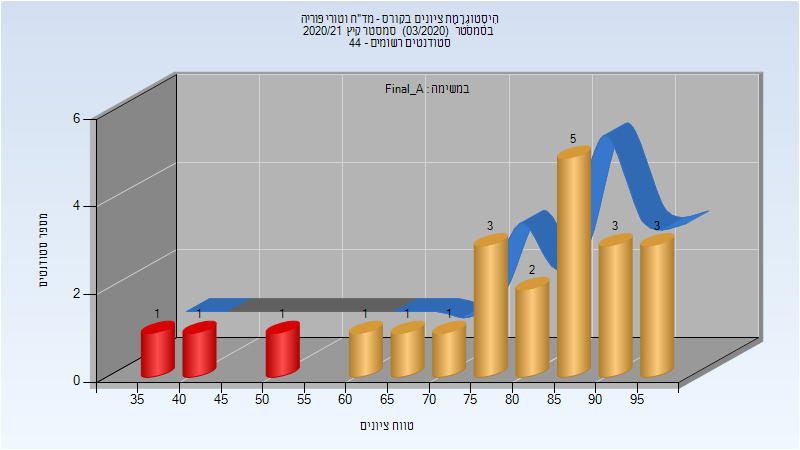 היסטוגרמת ציונים בקורס - מד"ח וטורי פוריה
בסמסטר (03/2020) סמסטר קיץ 2020/21
סטודנטים רשומים - 44
במשימה: Final_A
מספר סטודנטים
6
4
2
0
1
1
1
1
1
1
3
2
5
3
3
35 40 50 60 65 70 75 80 85 90 95
טווח ציונים